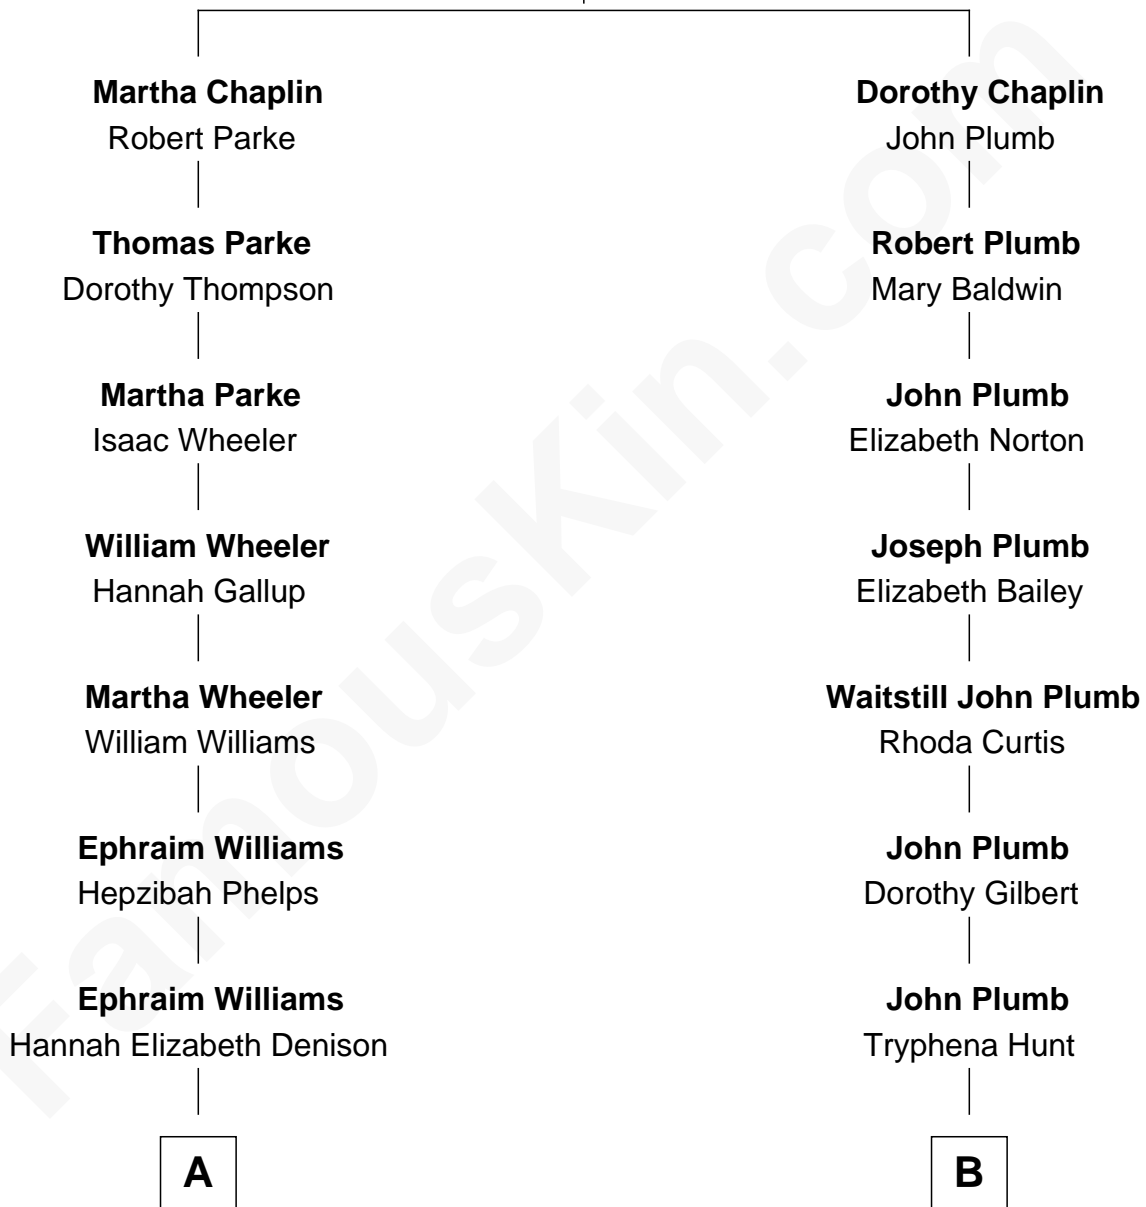 Martha Chaplin
Robert Parke
Dorothy Chaplin
John Plumb
Thomas Parke
Dorothy Thompson
Robert Plumb
Mary Baldwin
Martha Parke
Isaac Wheeler
John Plumb
Elizabeth Norton
William Wheeler
Hannah Gallup
Joseph Plumb
Elizabeth Bailey
Martha Wheeler
William Williams
Waitstill John Plumb
Rhoda Curtis
Ephraim Williams
Hepzibah Phelps
John Plumb
Dorothy Gilbert
Ephraim Williams
Hannah Elizabeth Denison
John Plumb
Tryphena Hunt
A
B
FamousKin.com